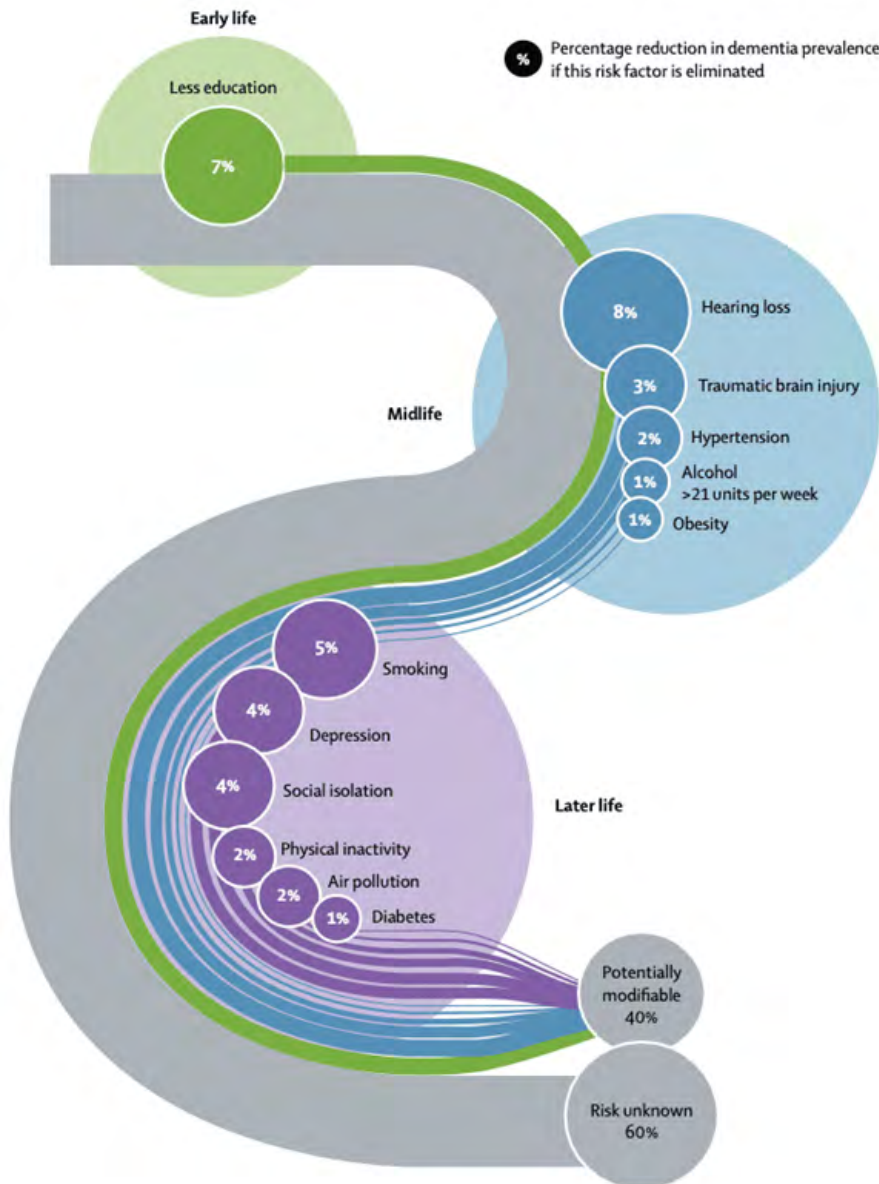 Early life
% Percentage reduction in dementia prevalence
if this risk factor is eliminated
Less education
7%
8%
Hearing loss
3%
Traumatic brain injury
Midlife
2%
Hypertension
1%
Alcohol
>21 units per week
1%
Obesity
5%
Smoking
4%
Depression
4%
Social isolation
Later life
2%
Physical inactivity
2%
Air pollution
1%
Diabetes
Potentially
modifiable
40%
Risk unknown
60%